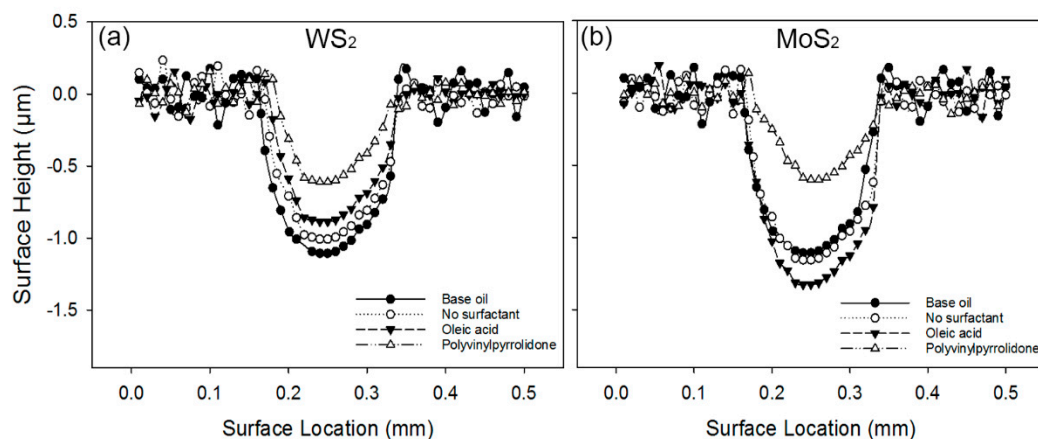 (a) WS₂
(b) MoS₂
Surface Height (µm)
0.5
0.0
-0.5
-1.0
-1.5
Base oil
No surfactant
Oleic acid
Polyvinylpyrrolidone
Base oil
No surfactant
Oleic acid
Polyvinylpyrrolidone
0.0 0.1 0.2 0.3 0.4 0.5
0.0 0.1 0.2 0.3 0.4 0.5
Surface Location (mm)
Surface Location (mm)